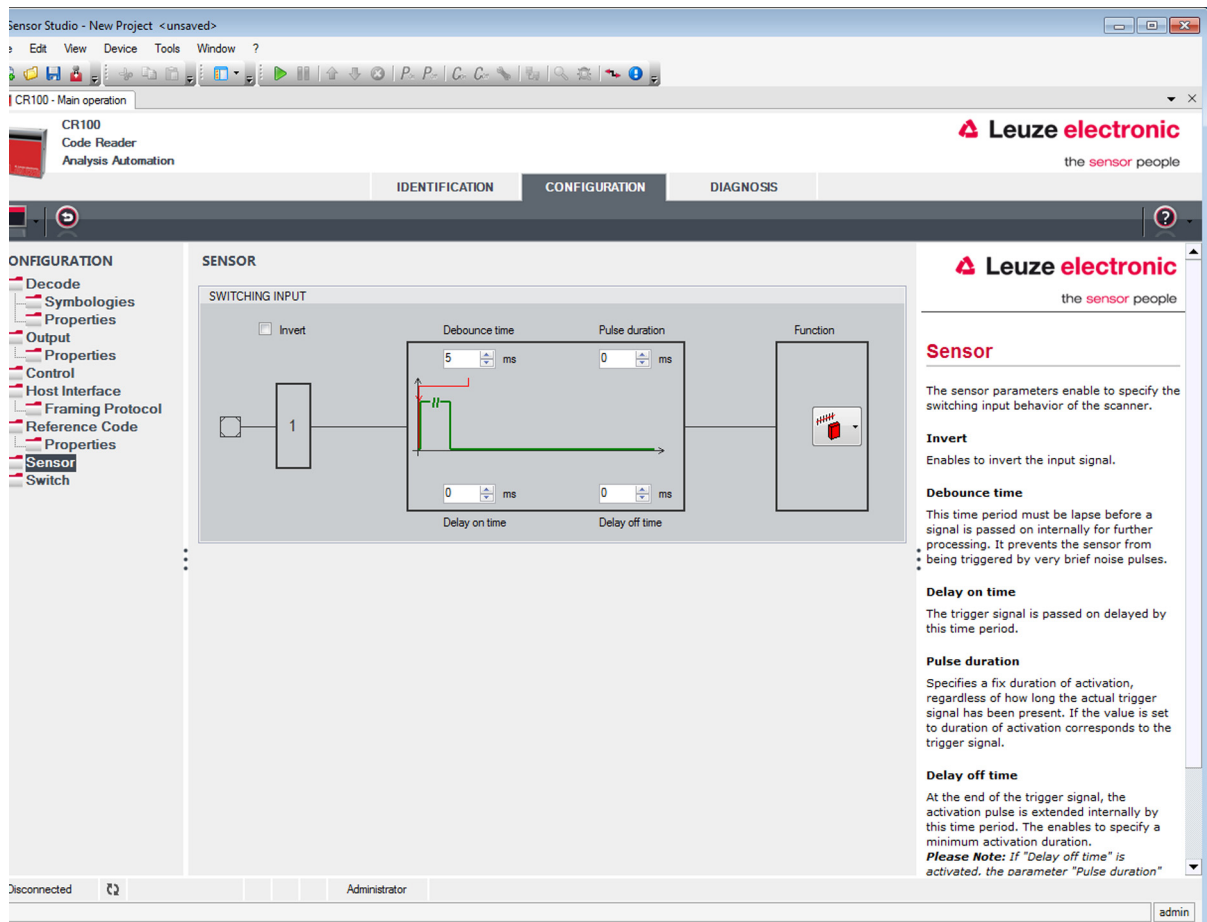 Sensor Studio - New Project <unsaved>
Edit View Device Tools Window ?
CR100 - Main operation
CR100
Code Reader
Analysis Automation
Leuze electronic
the sensor people
IDENTIFICATION CONFIGURATION DIAGNOSIS
ONFIGURATION
Decode
Symbologies
Properties
Output
Properties
Control
Host Interface
Framing Protocol
Reference Code
Properties
Sensor
Switch
SENSOR
SWITCHING INPUT
Invert
Debounce time
Pulse duration
Function
5 ms
0 ms
1
0 ms
0 ms
Delay on time
Delay off time
Leuze electronic
the sensor people
Sensor
The sensor parameters enable to specify the
switching input behavior of the scanner.
Invert
Enables to invert the input signal.
Debounce time
This time period must be lapse before a
signal is passed on internally for further
processing. It prevents the sensor from
being triggered by very brief noise pulses.
Delay on time
The trigger signal is passed on delayed by
this time period.
Pulse duration
Specifies a fix duration of activation,
regardless of how long the actual trigger
signal has been present. If the value is set
to duration of activation corresponds to the
trigger signal.
Delay off time
At the end of the trigger signal, the
activation pulse is extended internally by
this time period. The enables to specify a
minimum activation duration.
Please Note: If "Delay off time" is
activated, the parameter "Pulse duration"
Disconnected
Administrator
admin